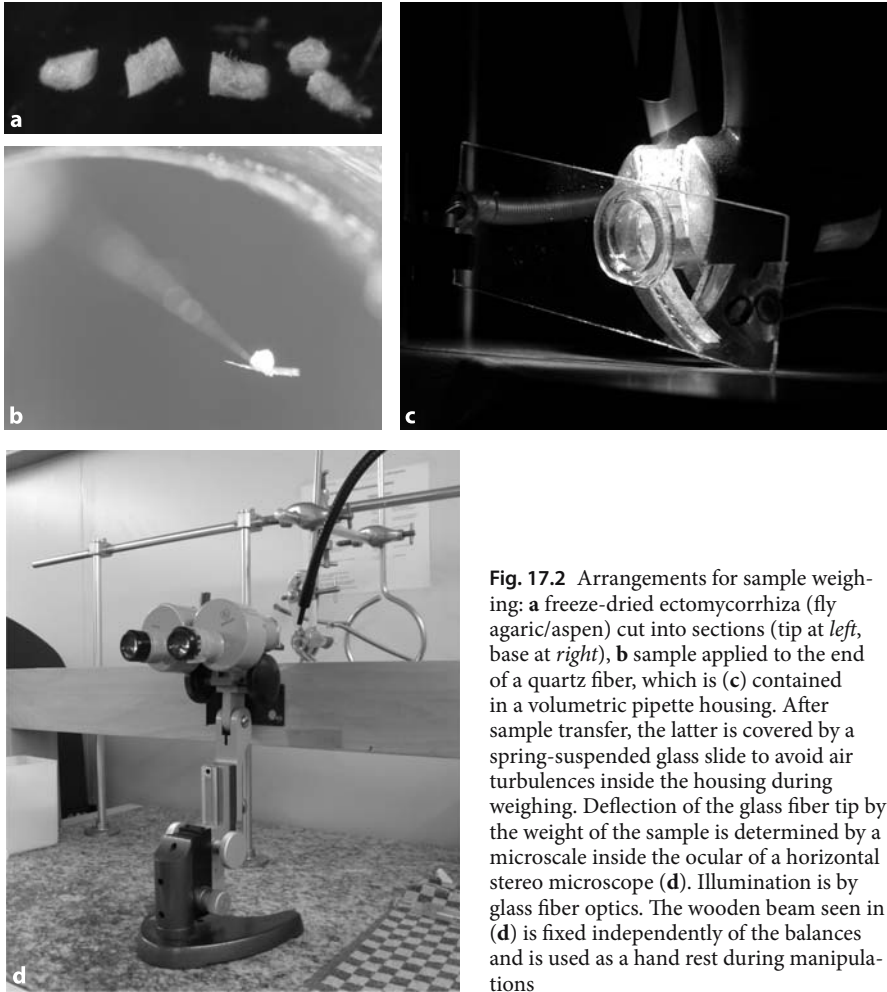 a
b
c
d
Fig. 17.2 Arrangements for sample weigh-
ing: a freeze-dried ectomycorrhiza (fly
agaric/aspen) cut into sections (tip at left,
base at right), b sample applied to the end
of a quartz fiber, which is (c) contained
in a volumetric pipette housing. After
sample transfer, the latter is covered by a
spring-suspended glass slide to avoid air
turbulences inside the housing during
weighing. Deflection of the glass fiber tip by
the weight of the sample is determined by a
microscale inside the ocular of a horizontal
stereo microscope (d). Illumination is by
glass fiber optics. The wooden beam seen in
(d) is fixed independently of the balances
and is used as a hand rest during manipula-
tions